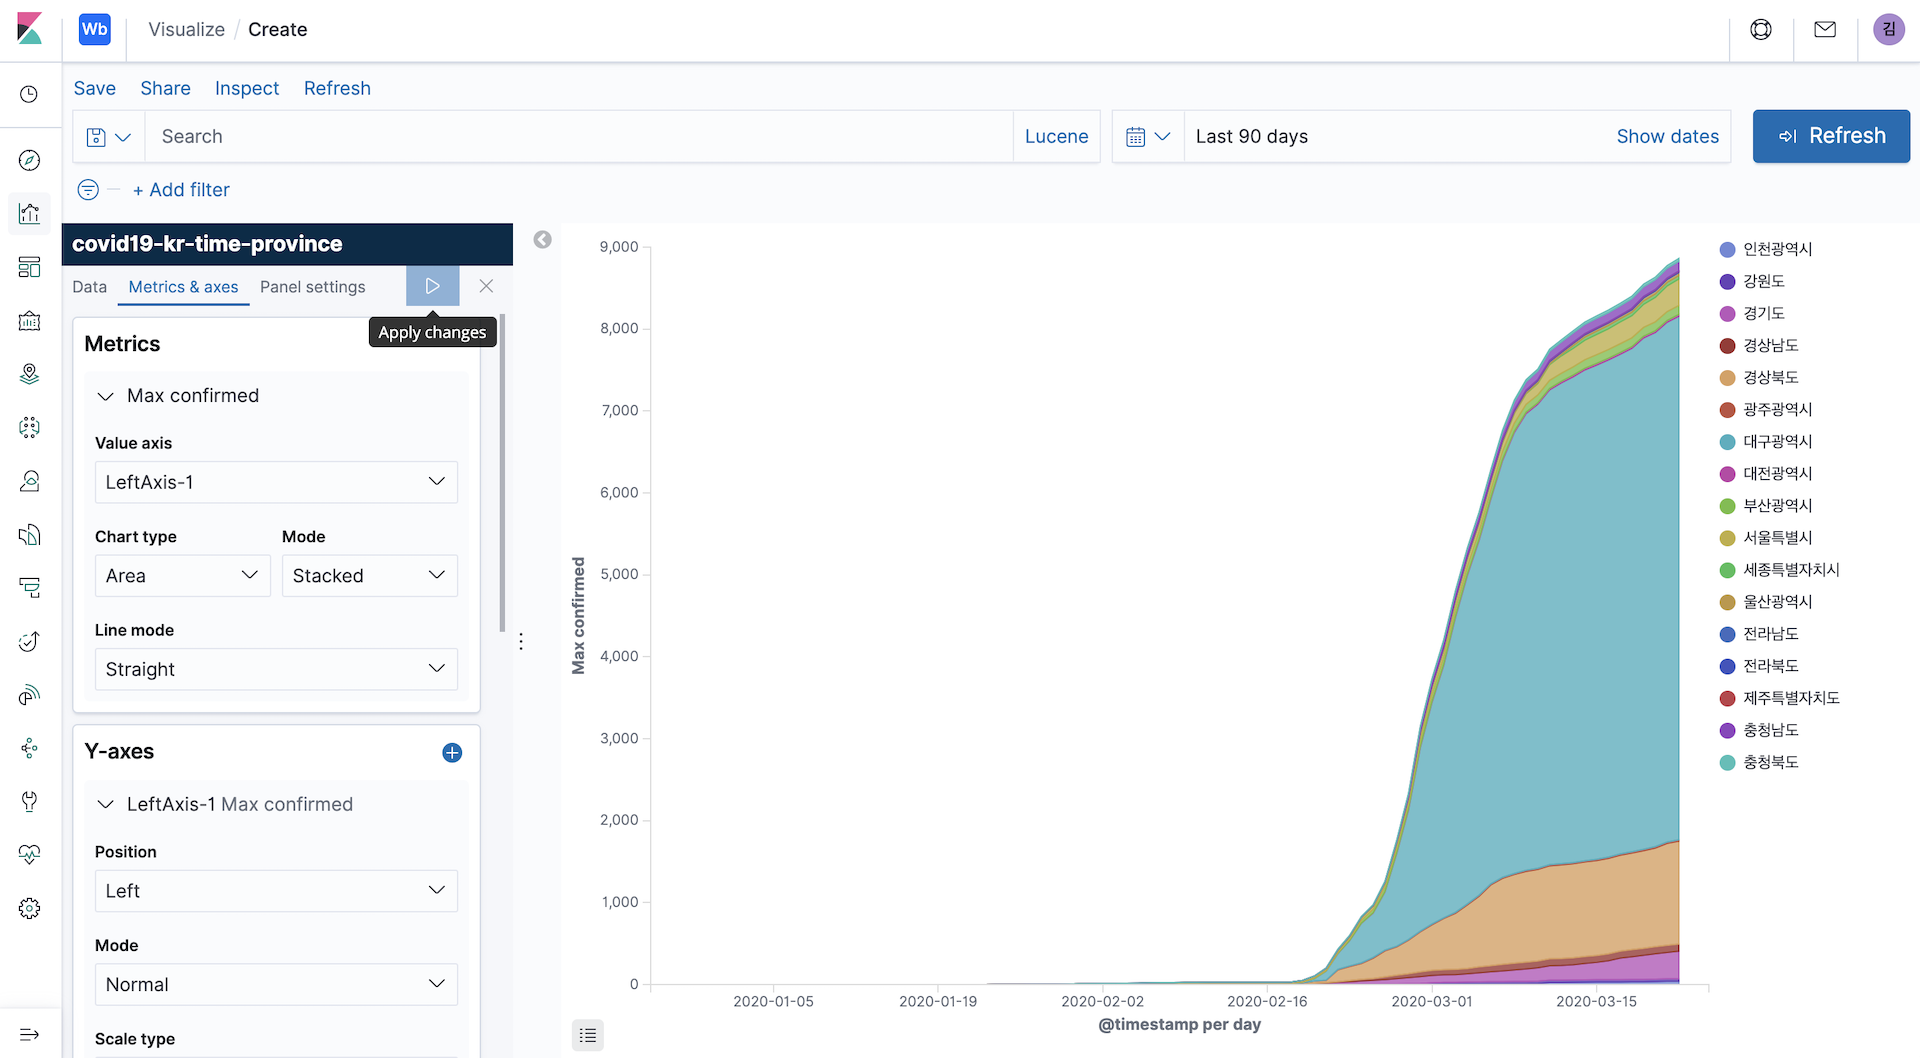 Wb
Visualize / Create
김
Save Share Inspect Refresh
Search
Lucene
Last 90 days
Show dates
Refresh
+ Add filter
covid19-kr-time-province
Data
Metrics & axes
Panel settings
Apply changes
Metrics
Max confirmed
Value axis
LeftAxis-1
Chart type Mode
Area Stacked
Line mode
Straight
Y-axes
LeftAxis-1 Max confirmed
Position
Left
Mode
Normal
Scale type
9,000
8,000
7,000
6,000
5,000
4,000
3,000
2,000
1,000
0
Max confirmed
2020-01-05 2020-01-19 2020-02-02 2020-02-16 2020-03-01 2020-03-15
@timestamp per day
인천광역시
강원도
경기도
경상남도
경상북도
광주광역시
대구광역시
대전광역시
부산광역시
서울특별시
세종특별자치시
울산광역시
전라남도
전라북도
제주특별자치도
충청남도
충청북도